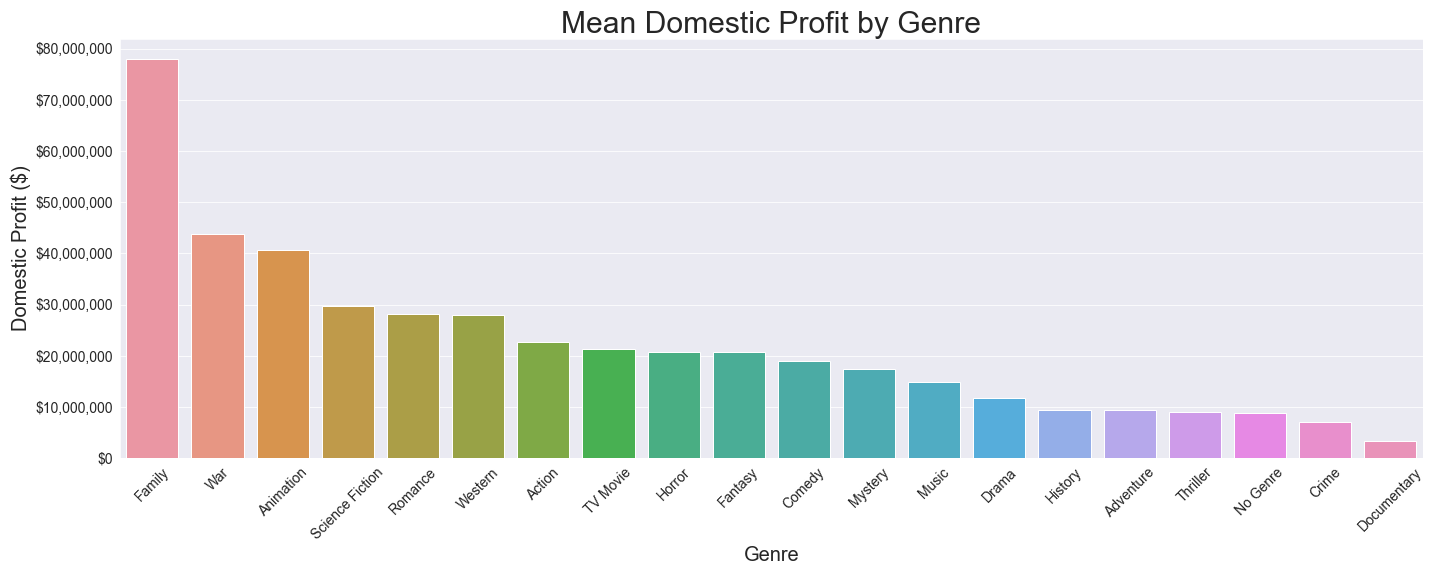 Mean Domestic Profit by Genre
Domestic Profit ($)
$80,000,000
$70,000,000
$60,000,000
$50,000,000
$40,000,000
$30,000,000
$20,000,000
$10,000,000
$0
Family
War
Animation
Science Fiction
Romance
Western
Action
TV Movie
Horror
Fantasy
Comedy
Mystery
Music
Drama
History
Adventure
Thriller
No Genre
Crime
Documentary
Genre